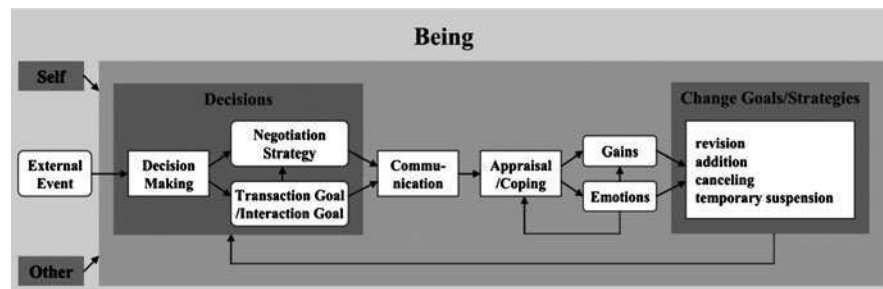 Being
Self
Decisions
Change Goals/Strategies
Negotiation
Strategy
External
Event
Decision
Making
Transaction Goal
/Interaction Goal
Commu-
nication
Appraisal
/Coping
Gains
Emotions
revision
addition
canceling
temporary suspension
Other